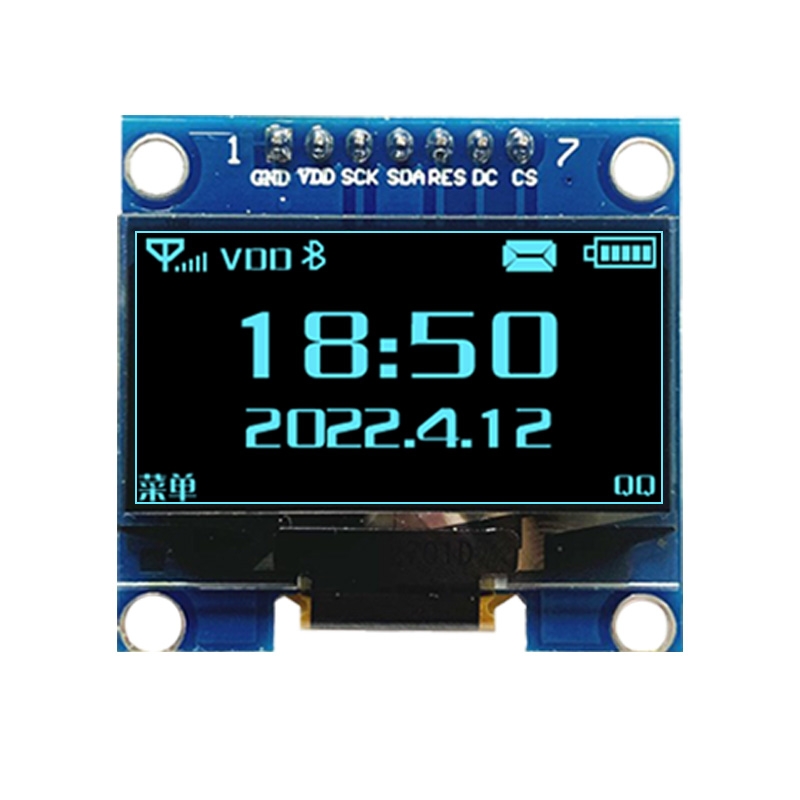 1 7
GND VDD SCK SDA RES DC CS
VDD
18:50
2022.4.12
菜单 QQ